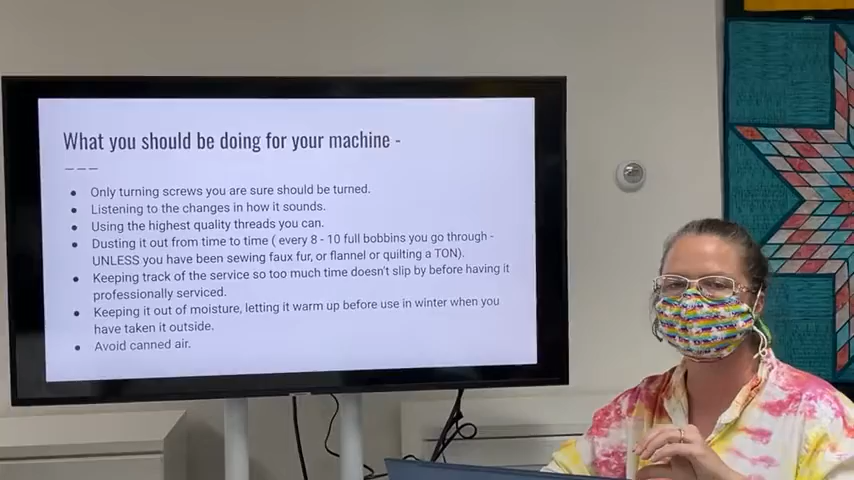 What you should be doing for your machine -
● Only turning screws you are sure should be turned.
● Listening to the changes in how it sounds.
● Using the highest quality threads you can.
● Dusting it out from time to time ( every 8 - 10 full bobbins you go through -
UNLESS you have been sewing faux fur, or flannel or quilting a TON).
● Keeping track of the service so too much time doesn't slip by before having it
professionally serviced.
● Keeping it out of moisture, letting it warm up before use in winter when you
have taken it outside.
● Avoid canned air.